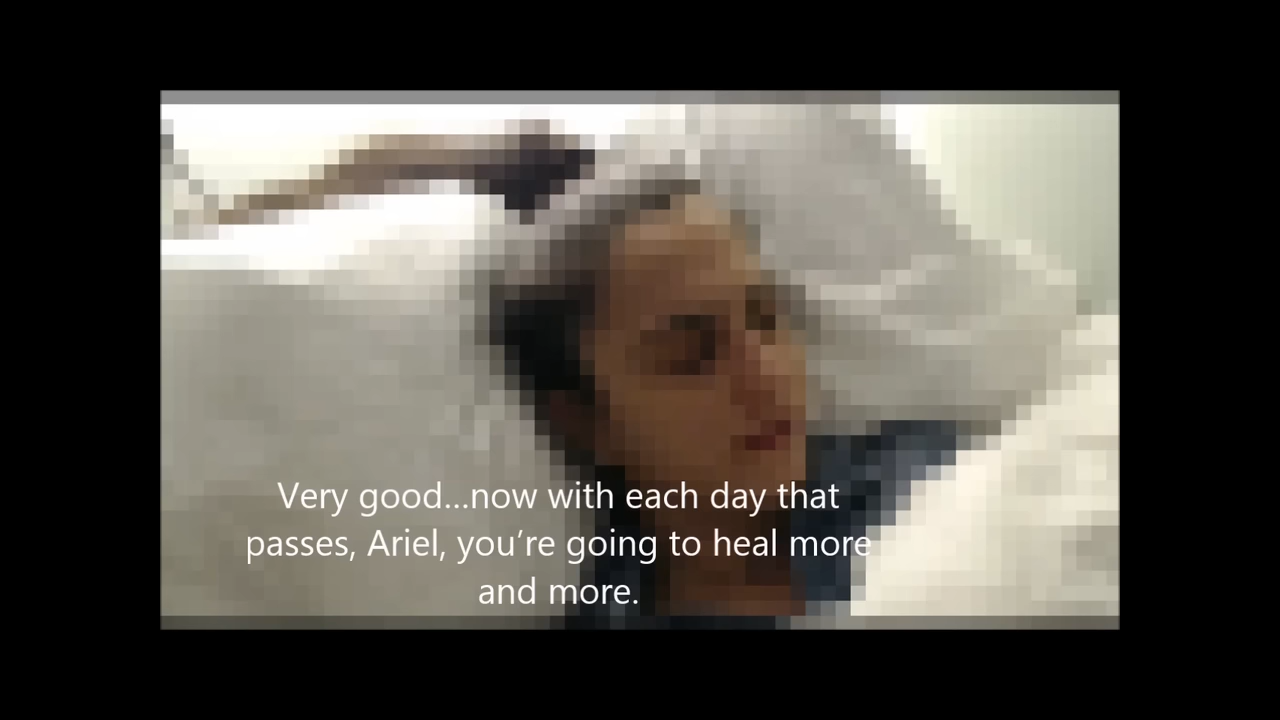 Very good...now with each day that
passes, Ariel, you’re going to heal more
and more.